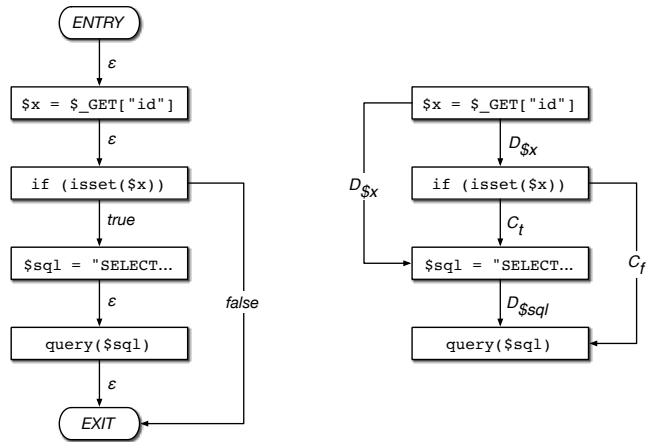 ENTRY
ε
$x = $_GET["id"]
ε
if (isset($x))
true
$sql = "SELECT...
false
ε
query($sql)
ε
EXIT
$x = $_GET["id"]
D$x
D$x
if (isset($x))
Ct
$sql = "SELECT...
Cf
D$sql
query($sql)